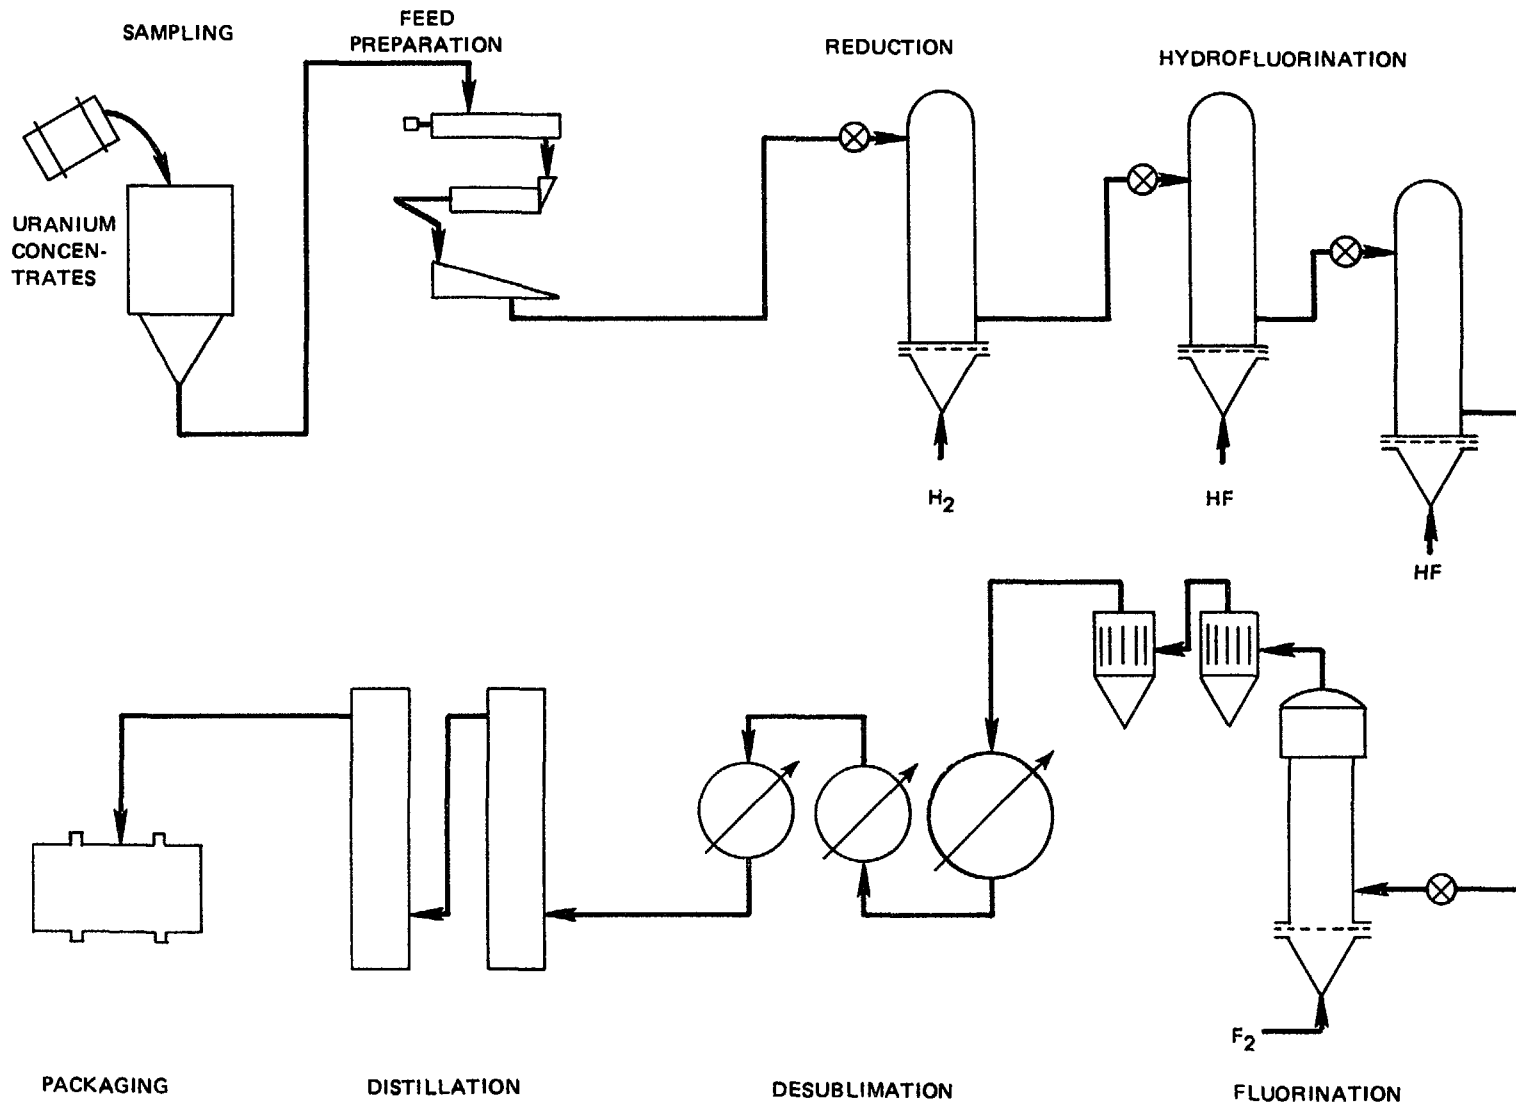 SAMPLING
FEED
PREPARATION
REDUCTION
HYDROFLUORINATION
URANIUM
CONCEN-
TRATES
H2
HF
HF
F2
PACKAGING
DISTILLATION
DESUBLIMATION
FLUORINATION